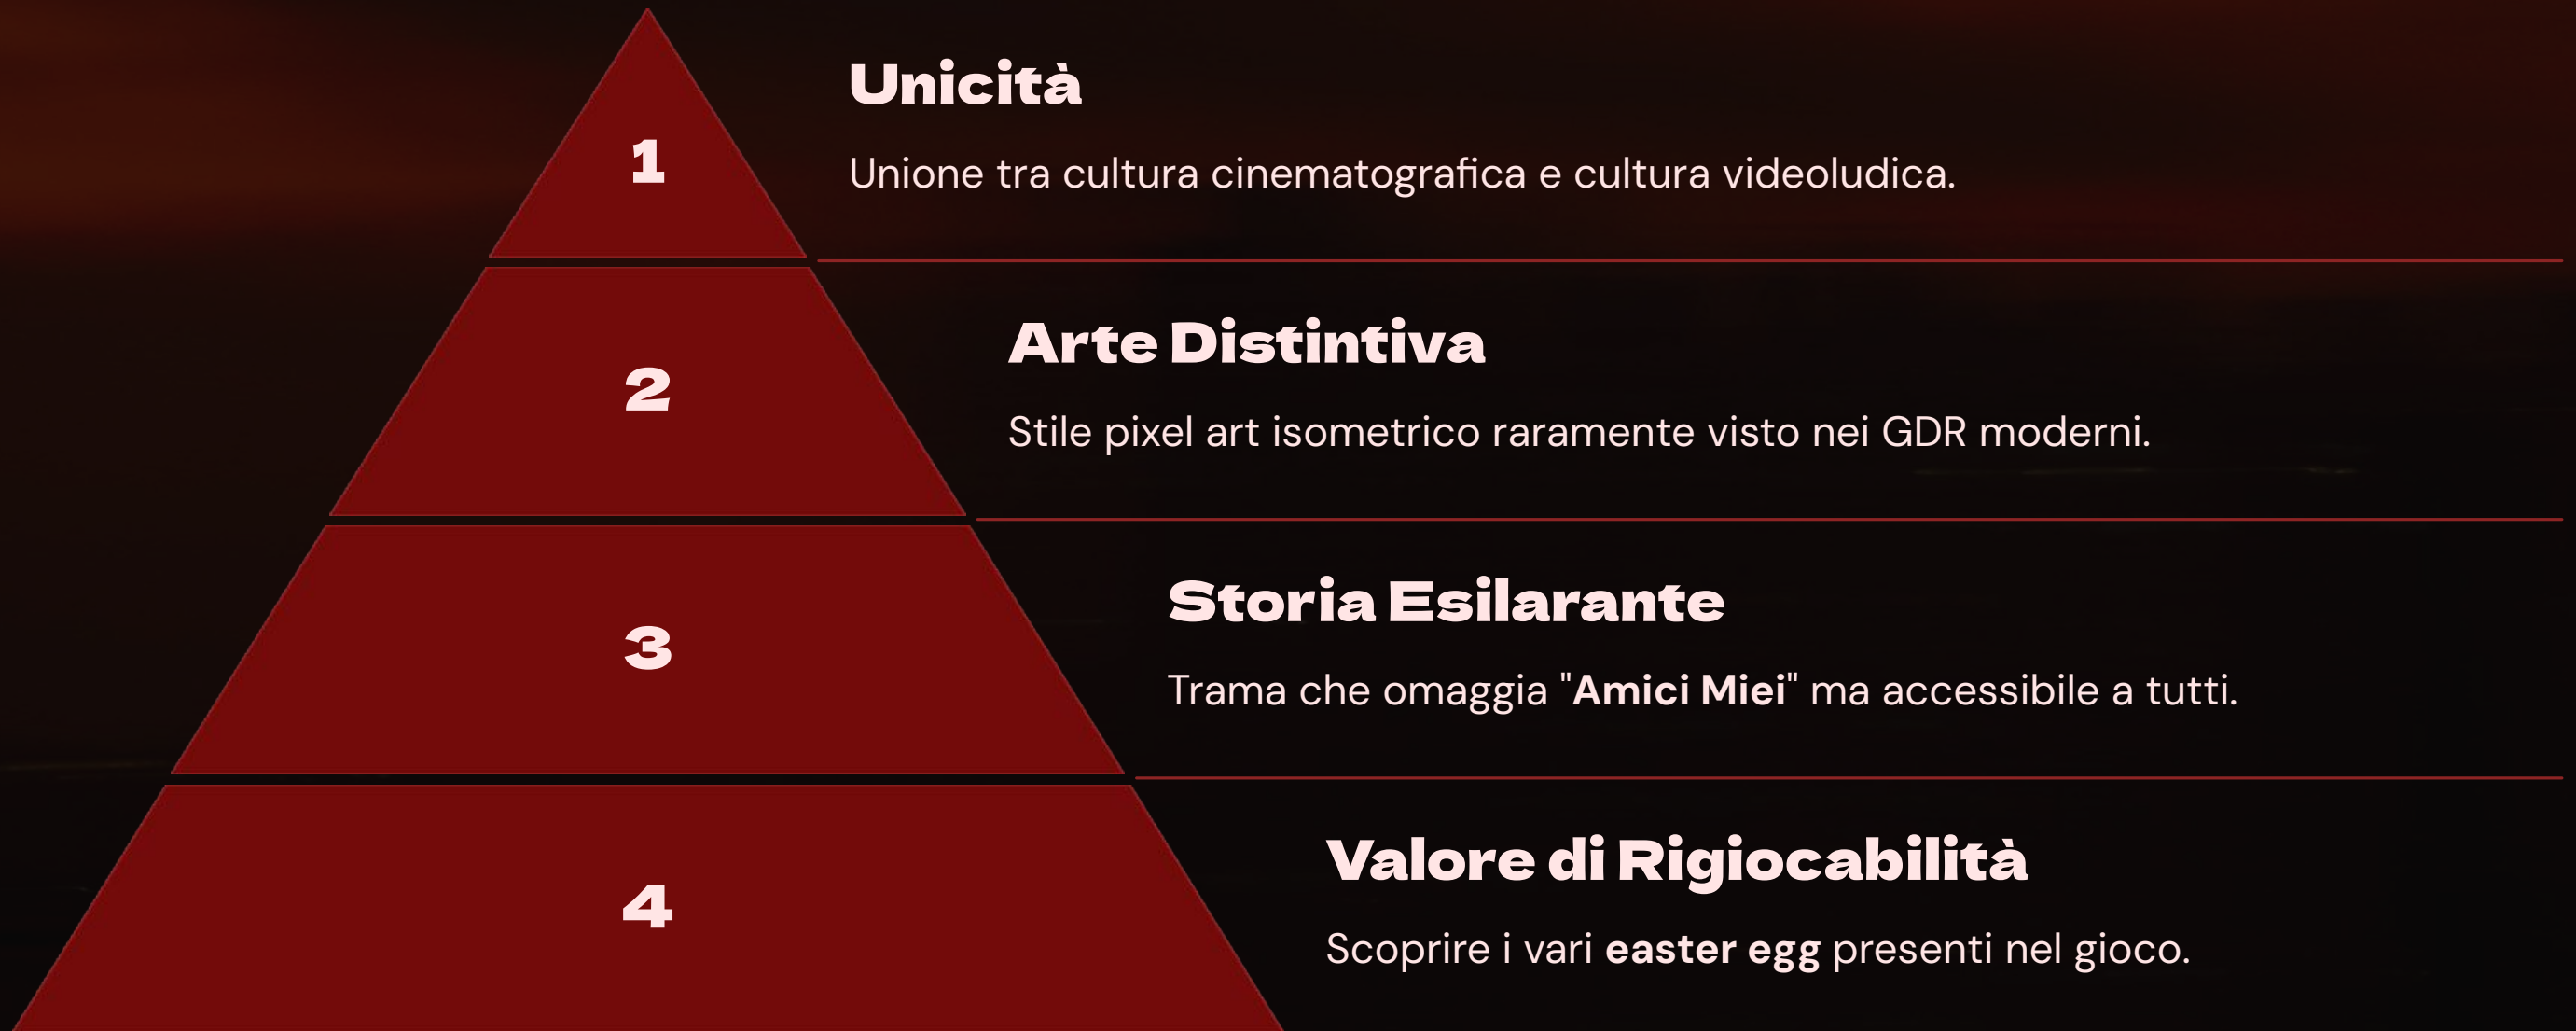 1
Unicità
Unione tra cultura cinematografica e cultura videoludica.
2
Arte Distintiva
Stile pixel art isometrico raramente visto nei GDR moderni.
3
Storia Esilarante
Trama che omaggia "Amici Miei" ma accessibile a tutti.
4
Valore di Rigiocabilità
Scoprire i vari easter egg presenti nel gioco.